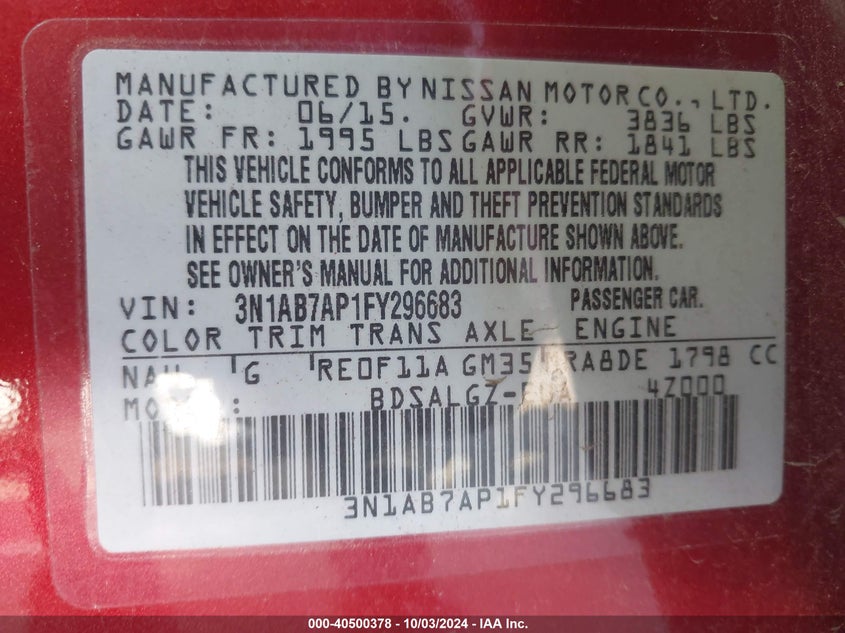 MANUFACTURED BY NISSAN MOTOR CO., LTD.
DATE: 06/15. GVWR: 3836 LBS
GAWR FR: 1995 LBS GAWR RR: 1841 LBS
THIS VEHICLE CONFORMS TO ALL APPLICABLE FEDERAL MOTOR
VEHICLE SAFETY, BUMPER AND THEFT PREVENTION STANDARDS
IN EFFECT ON THE DATE OF MANUFACTURE SHOWN ABOVE.
SEE OWNER'S MANUAL FOR ADDITIONAL INFORMATION.
VIN: 3N1AB7AP1FY296683 PASSENGER CAR.
COLOR TRIM TRANS AXLE ENGINE
G RE0F11A GM35 1798 CC
4Z000
3N1AB7AP1FY296683
000-40500378 - 10/03/2024 - IAA Inc.